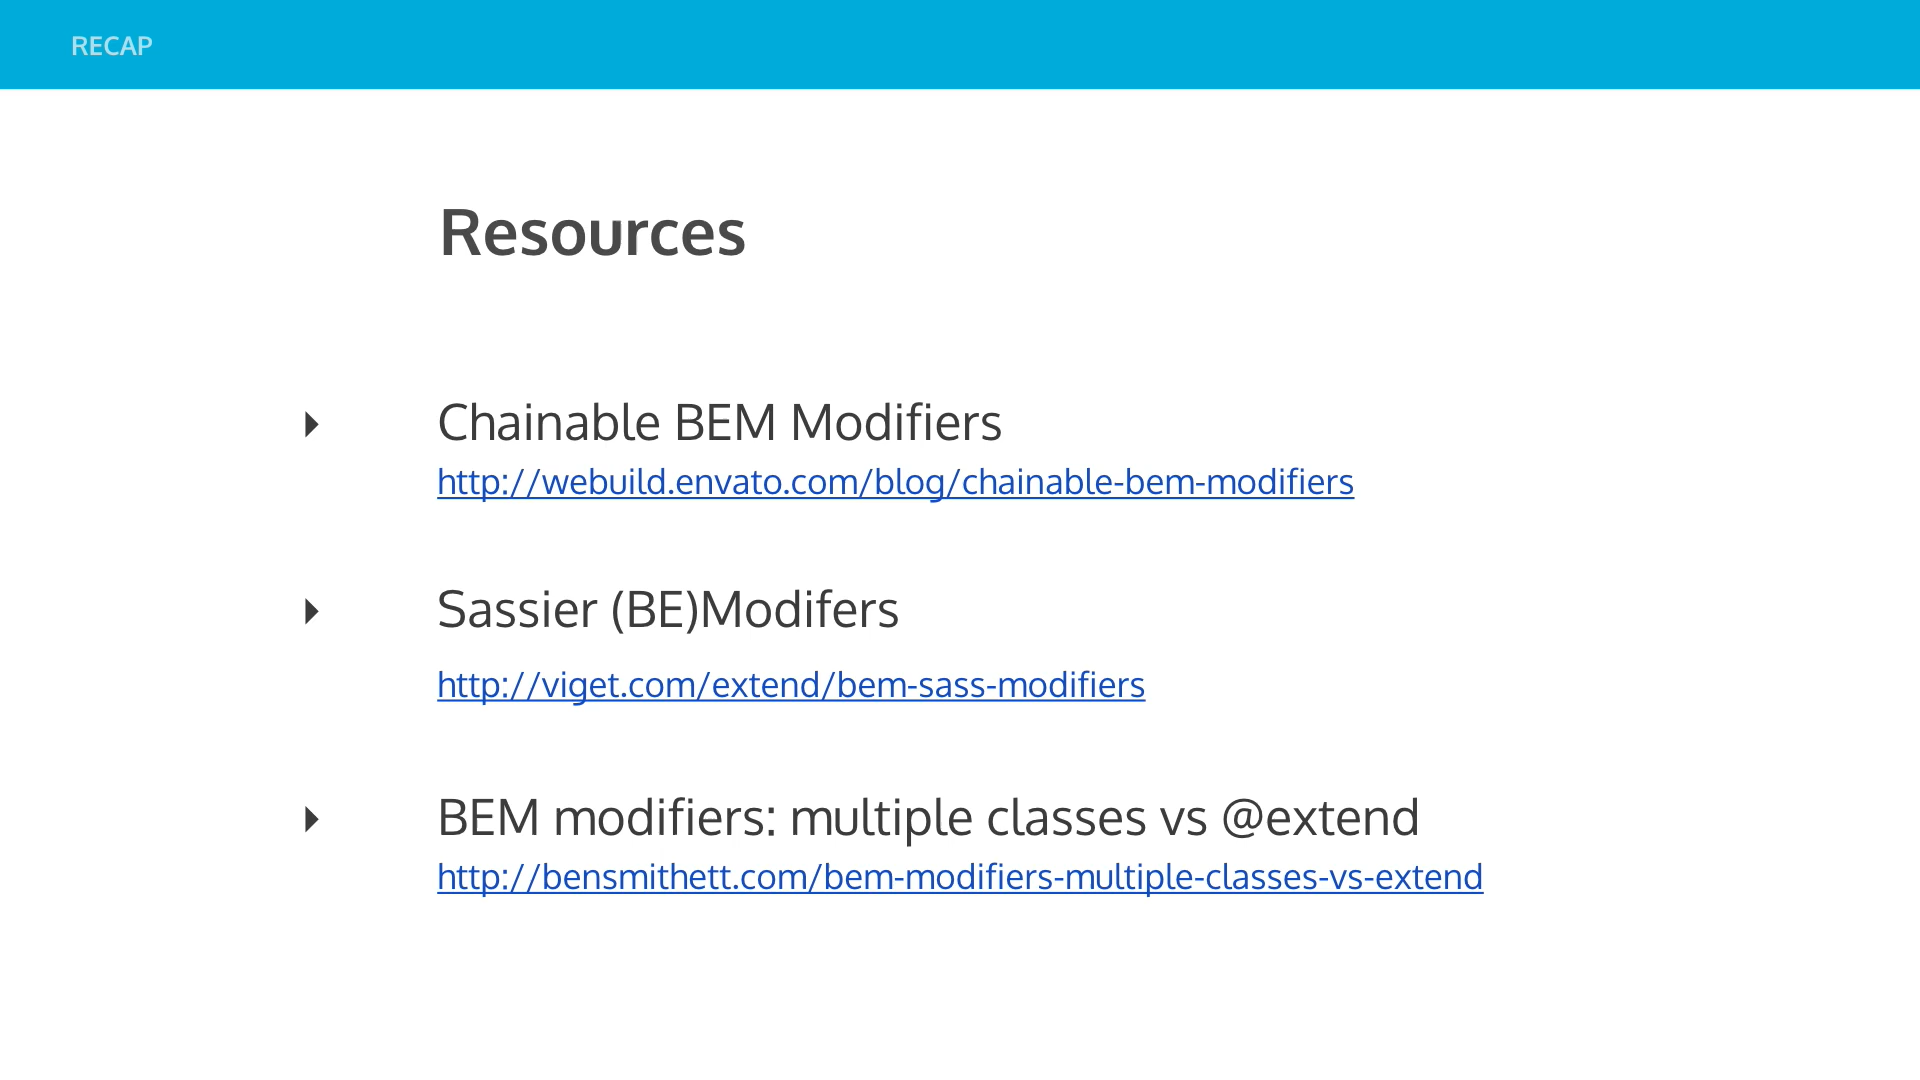 RECAP
Resources
Chainable BEM Modifiers
http://webuild.envato.com/blog/chainable-bem-modifiers
Sassier (BE)Modifers
http://viget.com/extend/bem-sass-modifiers
BEM modifiers: multiple classes vs @extend
http://bensmithett.com/bem-modifiers-multiple-classes-vs-extend